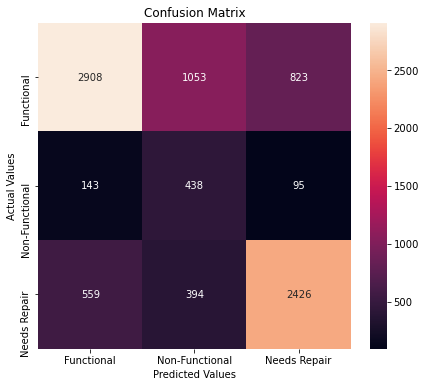 Confusion Matrix
Actual Values
Functional
2908 1053 823
Non-Functional
143 438 95
Needs Repair
559 394 2426
Functional Non-Functional Needs Repair
Predicted Values
2500
2000
1500
1000
500